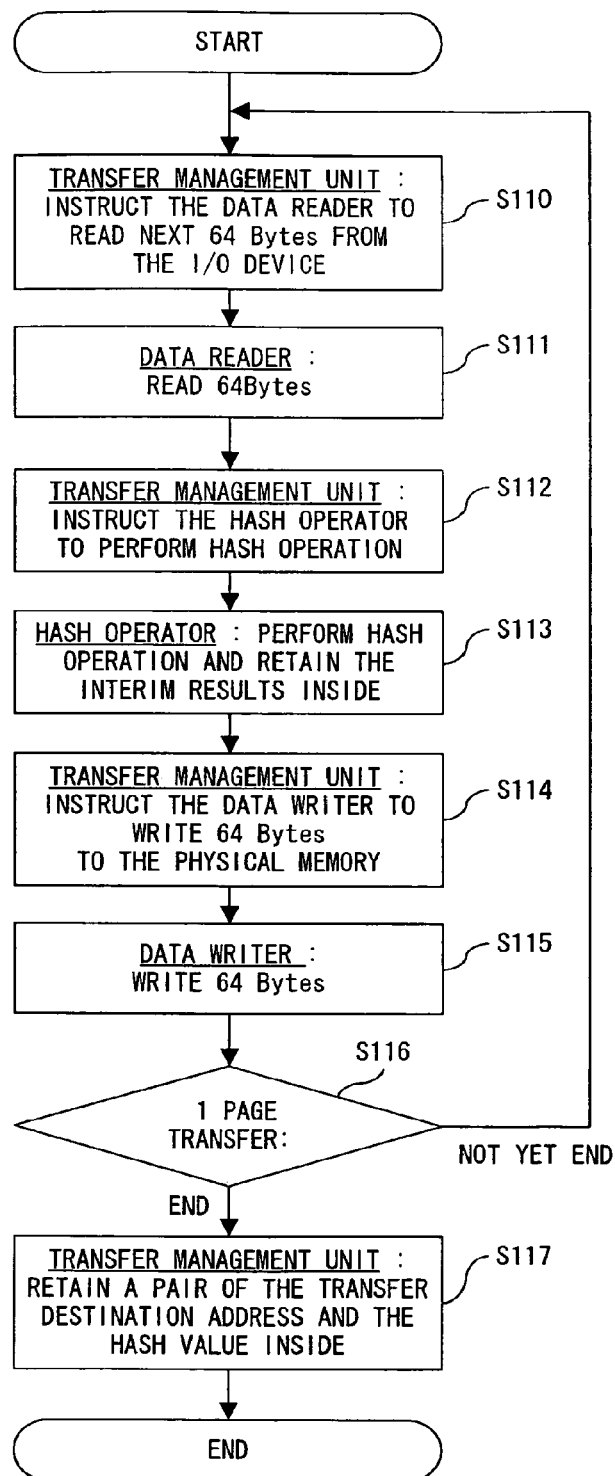 START
TRANSFER MANAGEMENT UNIT :
INSTRUCT THE DATA READER TO
READ NEXT 64 Bytes FROM
THE I/O DEVICE
S110
DATA READER :
READ 64Bytes
S111
TRANSFER MANAGEMENT UNIT :
INSTRUCT THE HASH OPERATOR
TO PERFORM HASH OPERATION
S112
HASH OPERATOR : PERFORM HASH
OPERATION AND RETAIN THE
INTERIM RESULTS INSIDE
S113
TRANSFER MANAGEMENT UNIT :
INSTRUCT THE DATA WRITER TO
WRITE 64 Bytes
TO THE PHYSICAL MEMORY
S114
DATA WRITER :
WRITE 64 Bytes
S115
S116
1 PAGE
TRANSFER:
NOT YET END
END
TRANSFER MANAGEMENT UNIT :
RETAIN A PAIR OF THE TRANSFER
DESTINATION ADDRESS AND THE
HASH VALUE INSIDE
S117
END